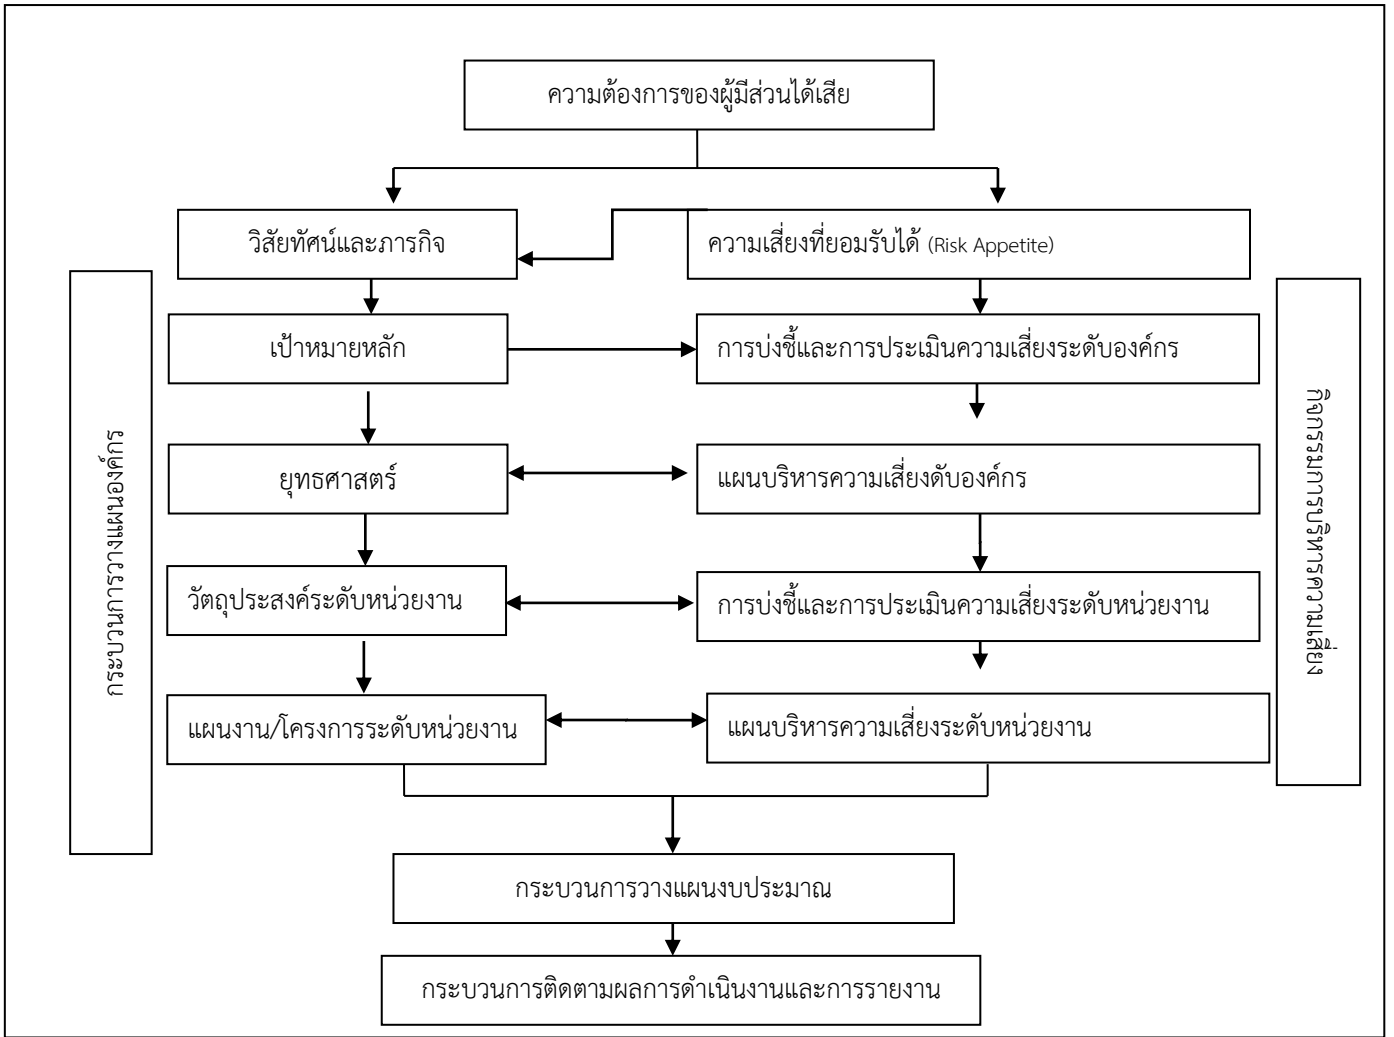 ความต้องการของผู้มีส่วนได้เสีย
วิสัยทัศน์และภารกิจ
ความเสี่ยงที่ยอมรับได้ (Risk Appetite)
เป้าหมายหลัก
การบ่งชี้และการประเมินความเสี่ยงระดับองค์กร
ยุทธศาสตร์
แผนบริหารความเสี่ยงดับองค์กร
วัตถุประสงค์ระดับหน่วยงาน
การบ่งชี้และการประเมินความเสี่ยงระดับหน่วยงาน
แผนงาน/โครงการระดับหน่วยงาน
แผนบริหารความเสี่ยงระดับหน่วยงาน
กระบวนการวางแผนองค์กร
กิจกรรมการบริหารความเสี่ยง
กระบวนการวางแผนงบประมาณ
กระบวนการติดตามผลการดำเนินงานและการรายงาน